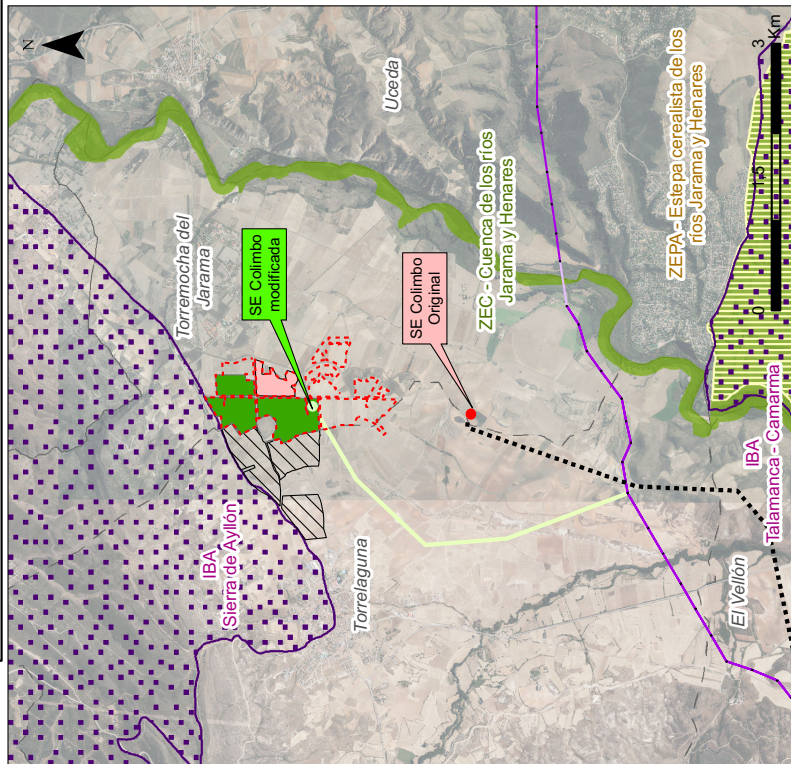 N
Torremocha del
Jarama
IBA
Sierra de Ayllón
SE Colimbo
modificada
Torrelaguna
Uceda
SE Colimbo
Original
ZEC - Cuenca de los ríos
Jarama y Henares
ZEPA - Estepa cerealista de los
ríos Jarama y Henares
El Vellón
IBA
Talamanca - Camarma
0 1,5 3
Km